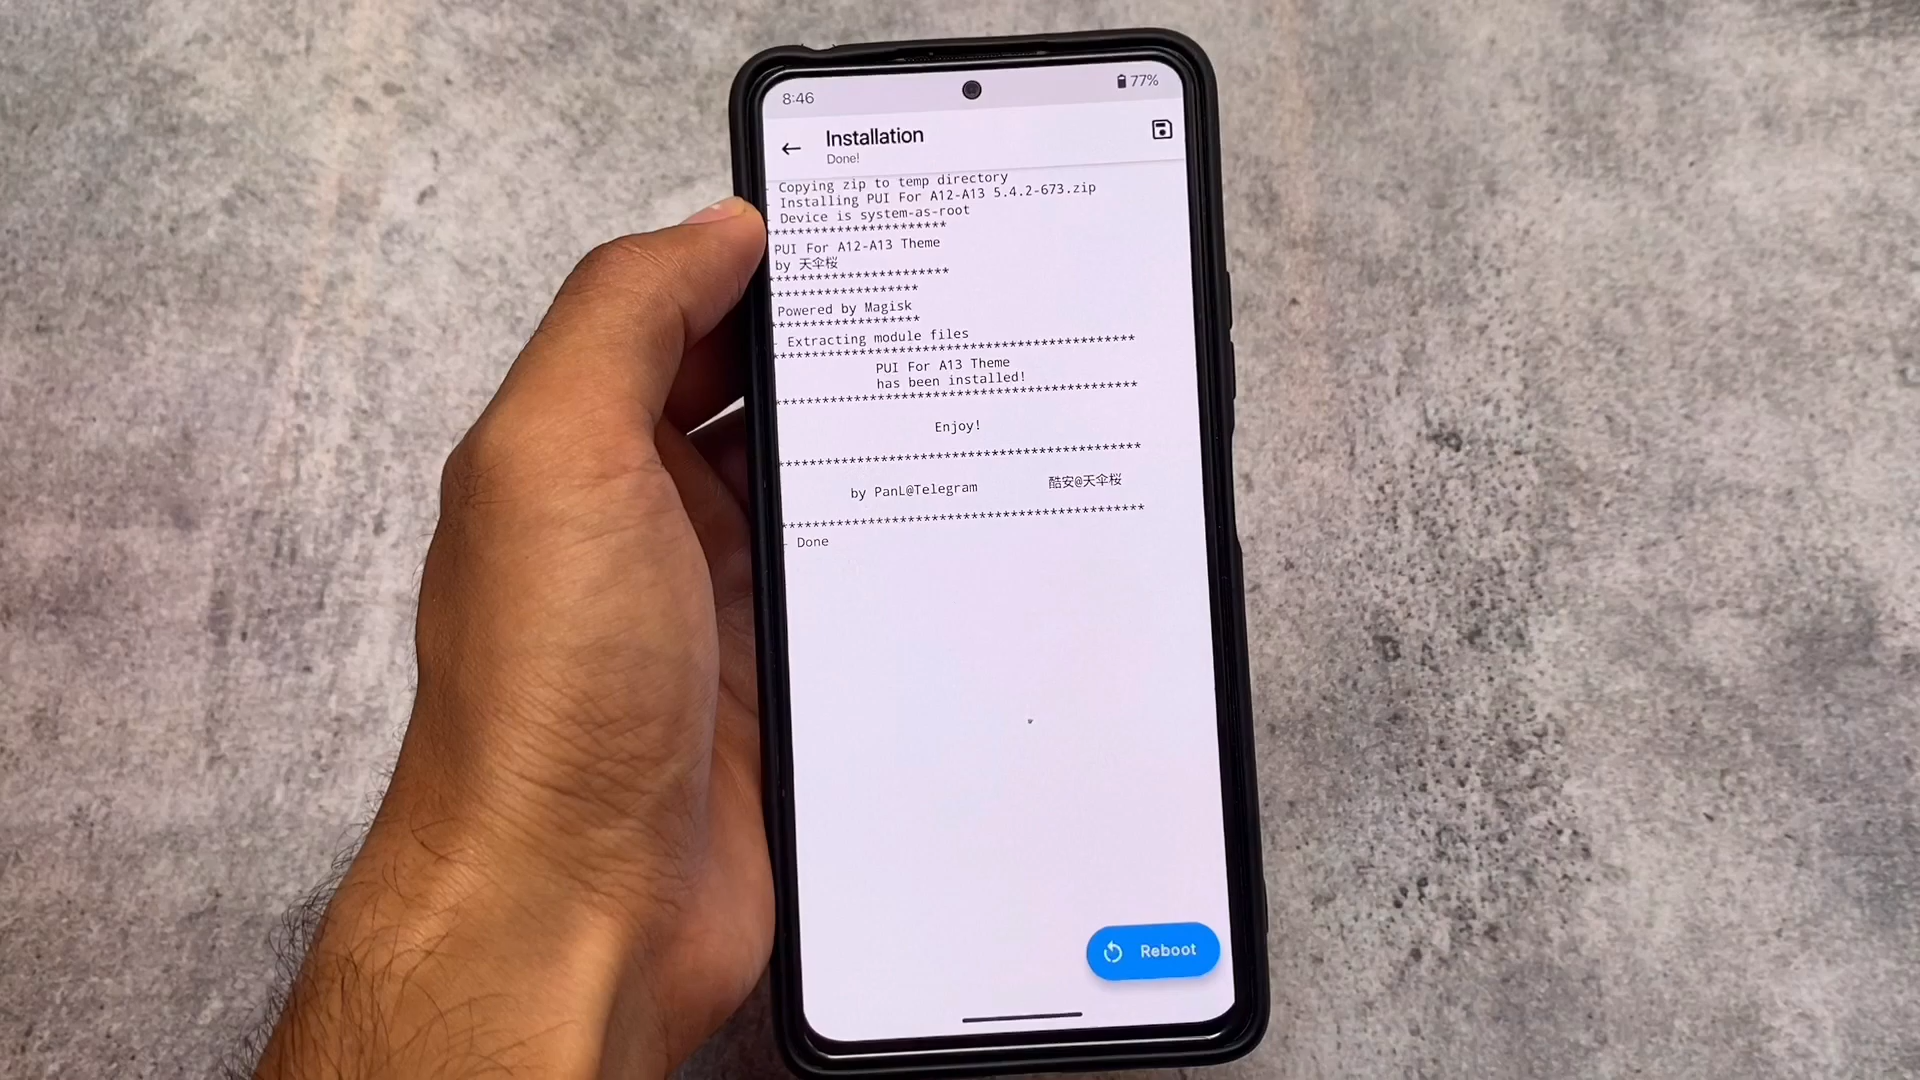 8:46
77%
Installation
Done!
- Copying zip to temp directory
- Installing PUI For A12-A13 5.4.2-673.zip
- Device is system-as-root
***********************
PUI For A12-A13 Theme
by 天伞桜
***********************
*******************
Powered by Magisk
*******************
- Extracting module files
*********************************************
PUI For A13 Theme
has been installed!
*********************************************
Enjoy!
*********************************************
by PanL@Telegram 酷安@天伞桜
*********************************************
- Done
Reboot